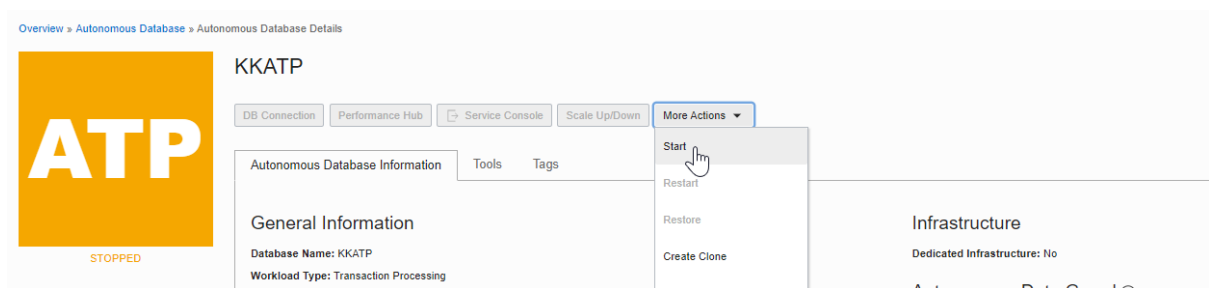 Overview » Autonomous Database » Autonomous Database Details
ATP
STOPPED
KKATP
DB Connection Performance Hub Service Console Scale Up/Down More Actions
Start
Restart
Restore
Create Clone
Autonomous Database Information Tools Tags
General Information
Database Name: KKATP
Workload Type: Transaction Processing
Infrastructure
Dedicated Infrastructure: No